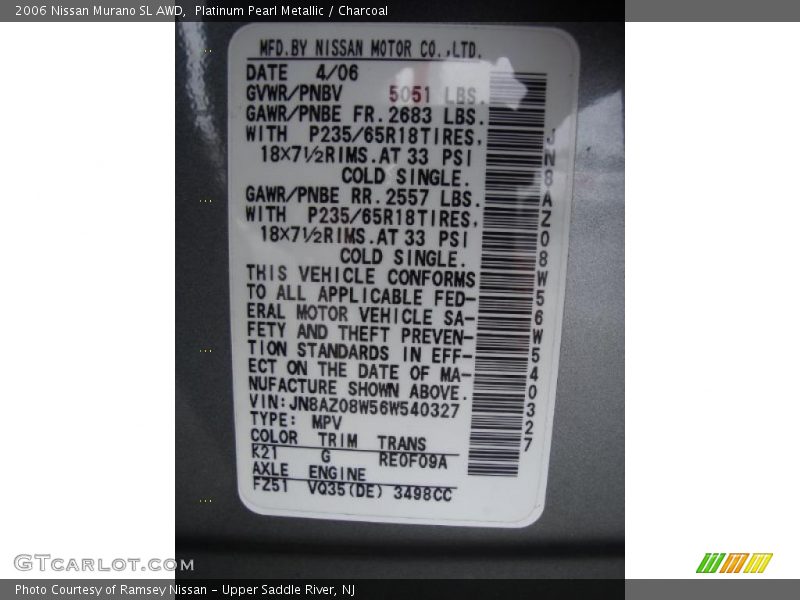 2006 Nissan Murano SL AWD,  Platinum Pearl Metallic / Charcoal
MFD.BY NISSAN MOTOR CO.,LTD.
DATE 4/06
GVWR/PNBV 5051 LBS.
GAWR/PNBE FR.2683 LBS.
WITH P235/65R18TIRES,
18X7½RIMS.AT 33 PSI
COLD SINGLE.
GAWR/PNBE RR.2557 LBS.
WITH P235/65R18TIRES,
18X7½RIMS.AT 33 PSI
COLD SINGLE.
THIS VEHICLE CONFORMS
TO ALL APPLICABLE FED-
ERAL MOTOR VEHICLE SA-
FETY AND THEFT PREVEN-
TION STANDARDS IN EFF-
ECT ON THE DATE OF MA-
NUFACTURE SHOWN ABOVE.
VIN:JN8AZ08W56W540327
TYPE: MPV
COLOR TRIM TRANS
K21 G RE0F09A
AXLE ENGINE
FZ51 VQ35(DE) 3498CC
JN8AZ08W56W540327
GTCARLOT.COM
Photo Courtesy of Ramsey Nissan - Upper Saddle River, NJ